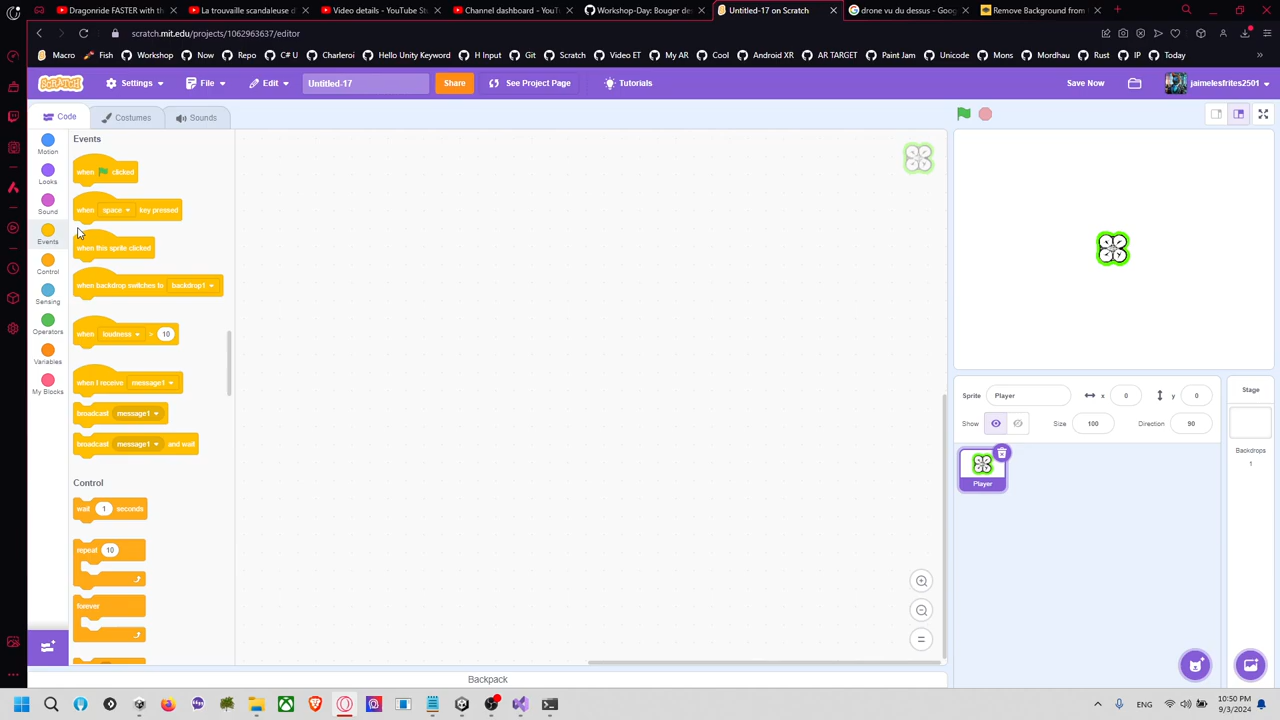 Dragonride FASTER with th
La trouvaille scandaleuse d
Video details - YouTube Stu
Channel dashboard - YouTu
Workshop-Day: Bouger de
Untitled-17 on Scratch
drone vu du dessus - Goog
Remove Background from I
scratch.mit.edu/projects/1062963637/editor
Macro Fish Workshop Now Repo C# U Charleroi Hello Unity Keyword H Input Git Scratch Video ET My AR Cool Android XR AR TARGET Paint Jam Unicode Mons Mordhau Rust IP Today
SCRATCH Settings File Edit Untitled-17 Share See Project Page Tutorials Save Now jaimelesfrites2501
Code Costumes Sounds
Motion
Looks
Sound
Events
Control
Sensing
Operators
Variables
My Blocks
Events
when clicked
when space key pressed
when this sprite clicked
when backdrop switches to backdrop1
when loudness > 10
when I receive message1
broadcast message1
broadcast message1 and wait
Control
wait 1 seconds
repeat 10
forever
Backpack
Sprite Player x 0 y 0
Show Size 100 Direction 90
Player
Stage
Backdrops
1
ENG
10:50 PM
9/3/2024